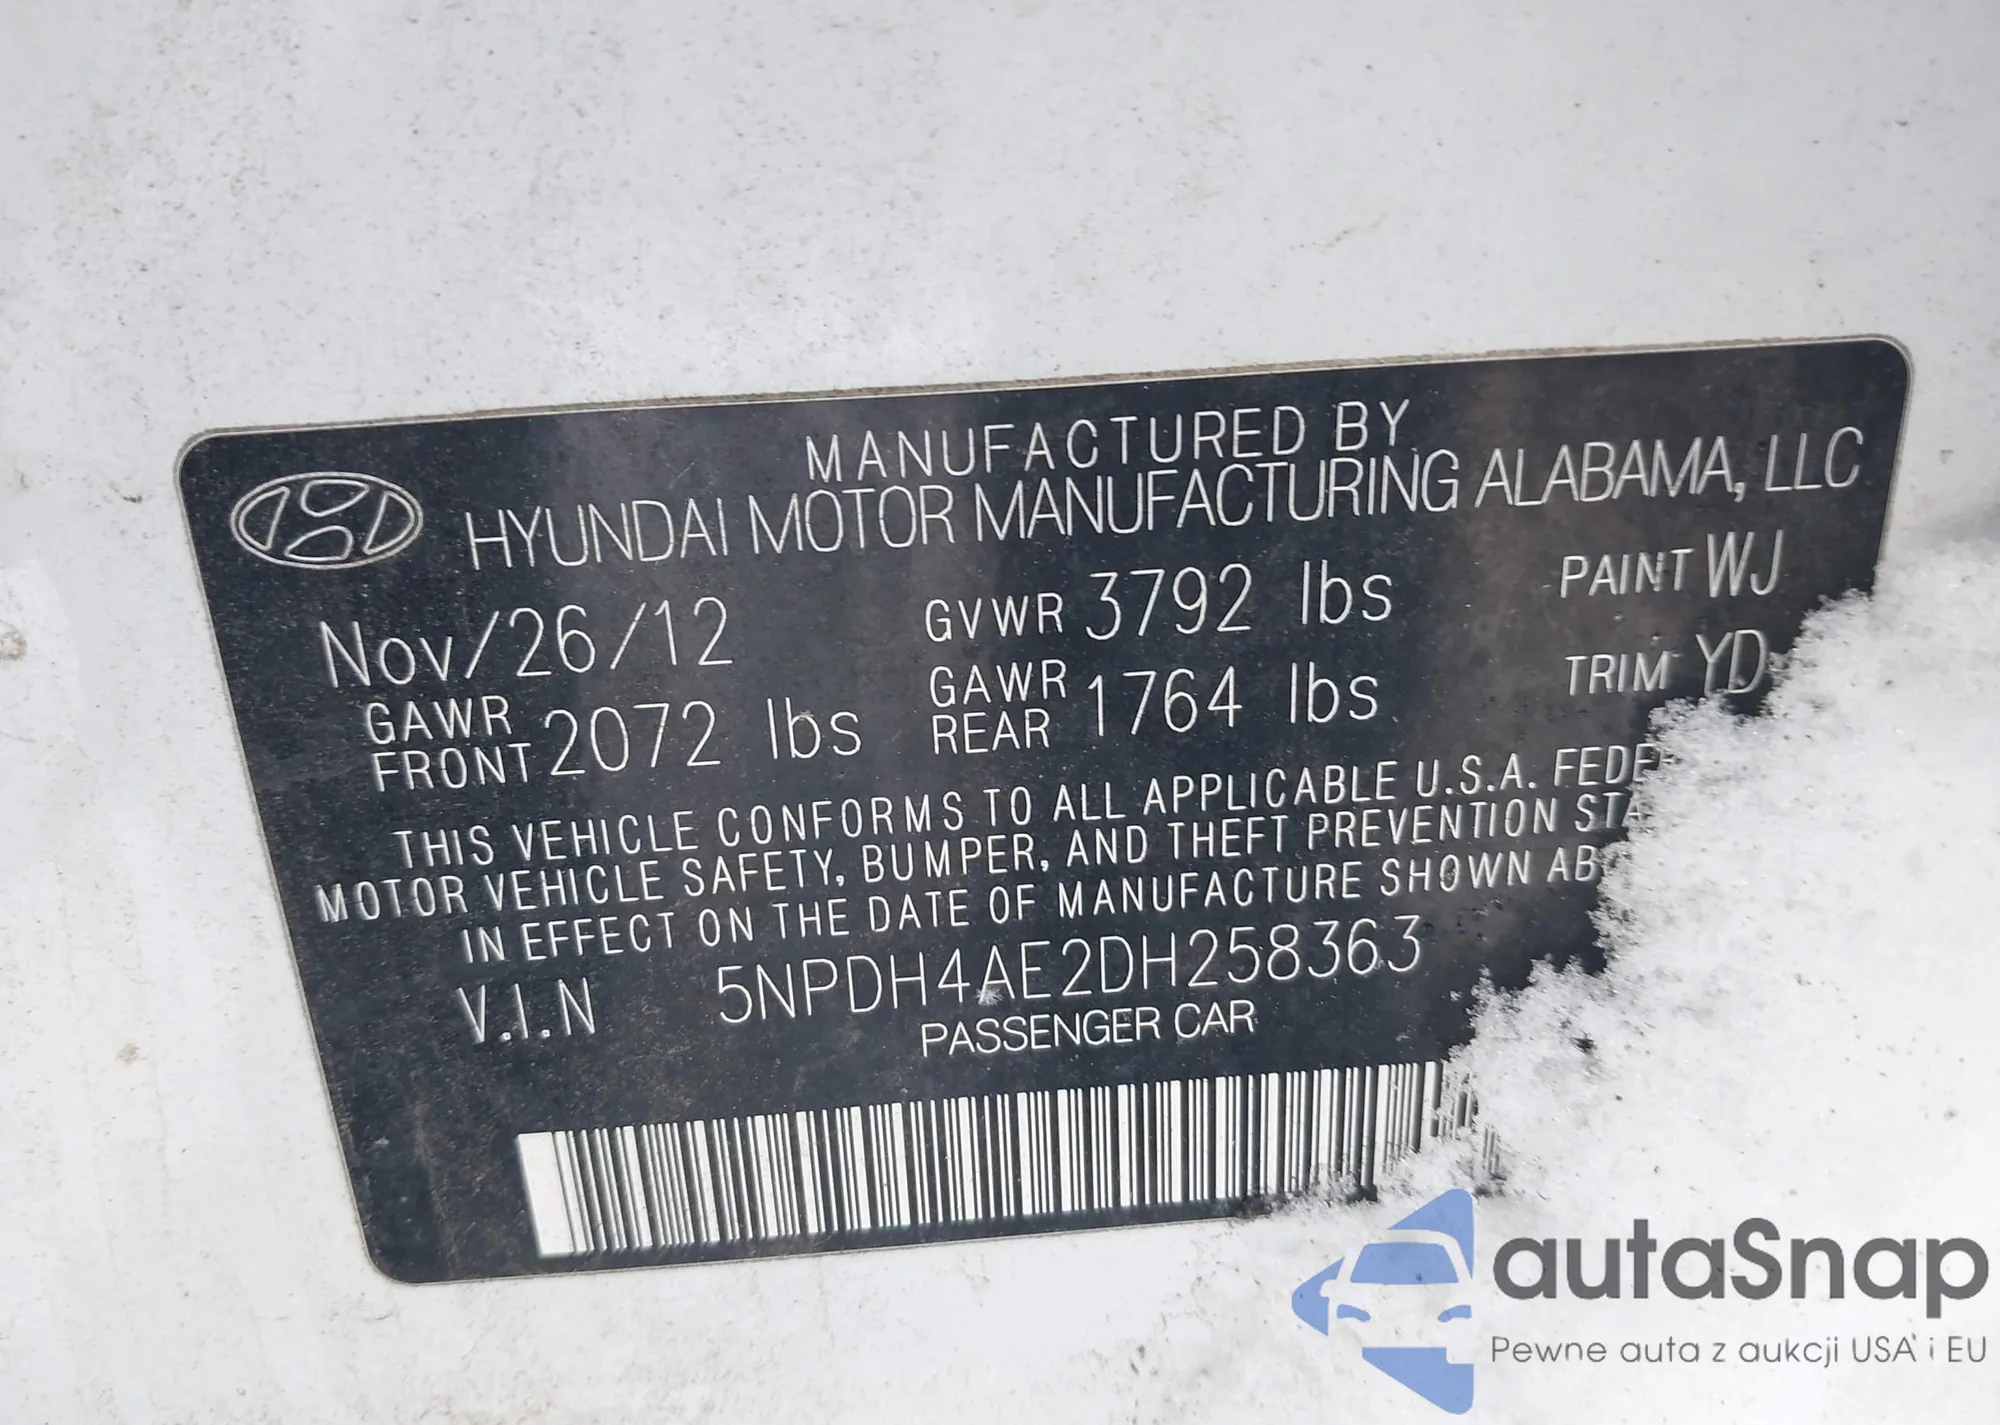 MANUFACTURED BY
HYUNDAI MOTOR MANUFACTURING ALABAMA, LLC
Nov/26/12 GVWR 3792 lbs PAINT WJ
GAWR FRONT 2072 lbs GAWR REAR 1764 lbs TRIM YD
THIS VEHICLE CONFORMS TO ALL APPLICABLE U.S.A. FEDE
MOTOR VEHICLE SAFETY, BUMPER, AND THEFT PREVENTION STA
IN EFFECT ON THE DATE OF MANUFACTURE SHOWN ABO
V.I.N 5NPDH4AE2DH258363
PASSENGER CAR
autaSnap
Pewne auta z aukcji USA i EU